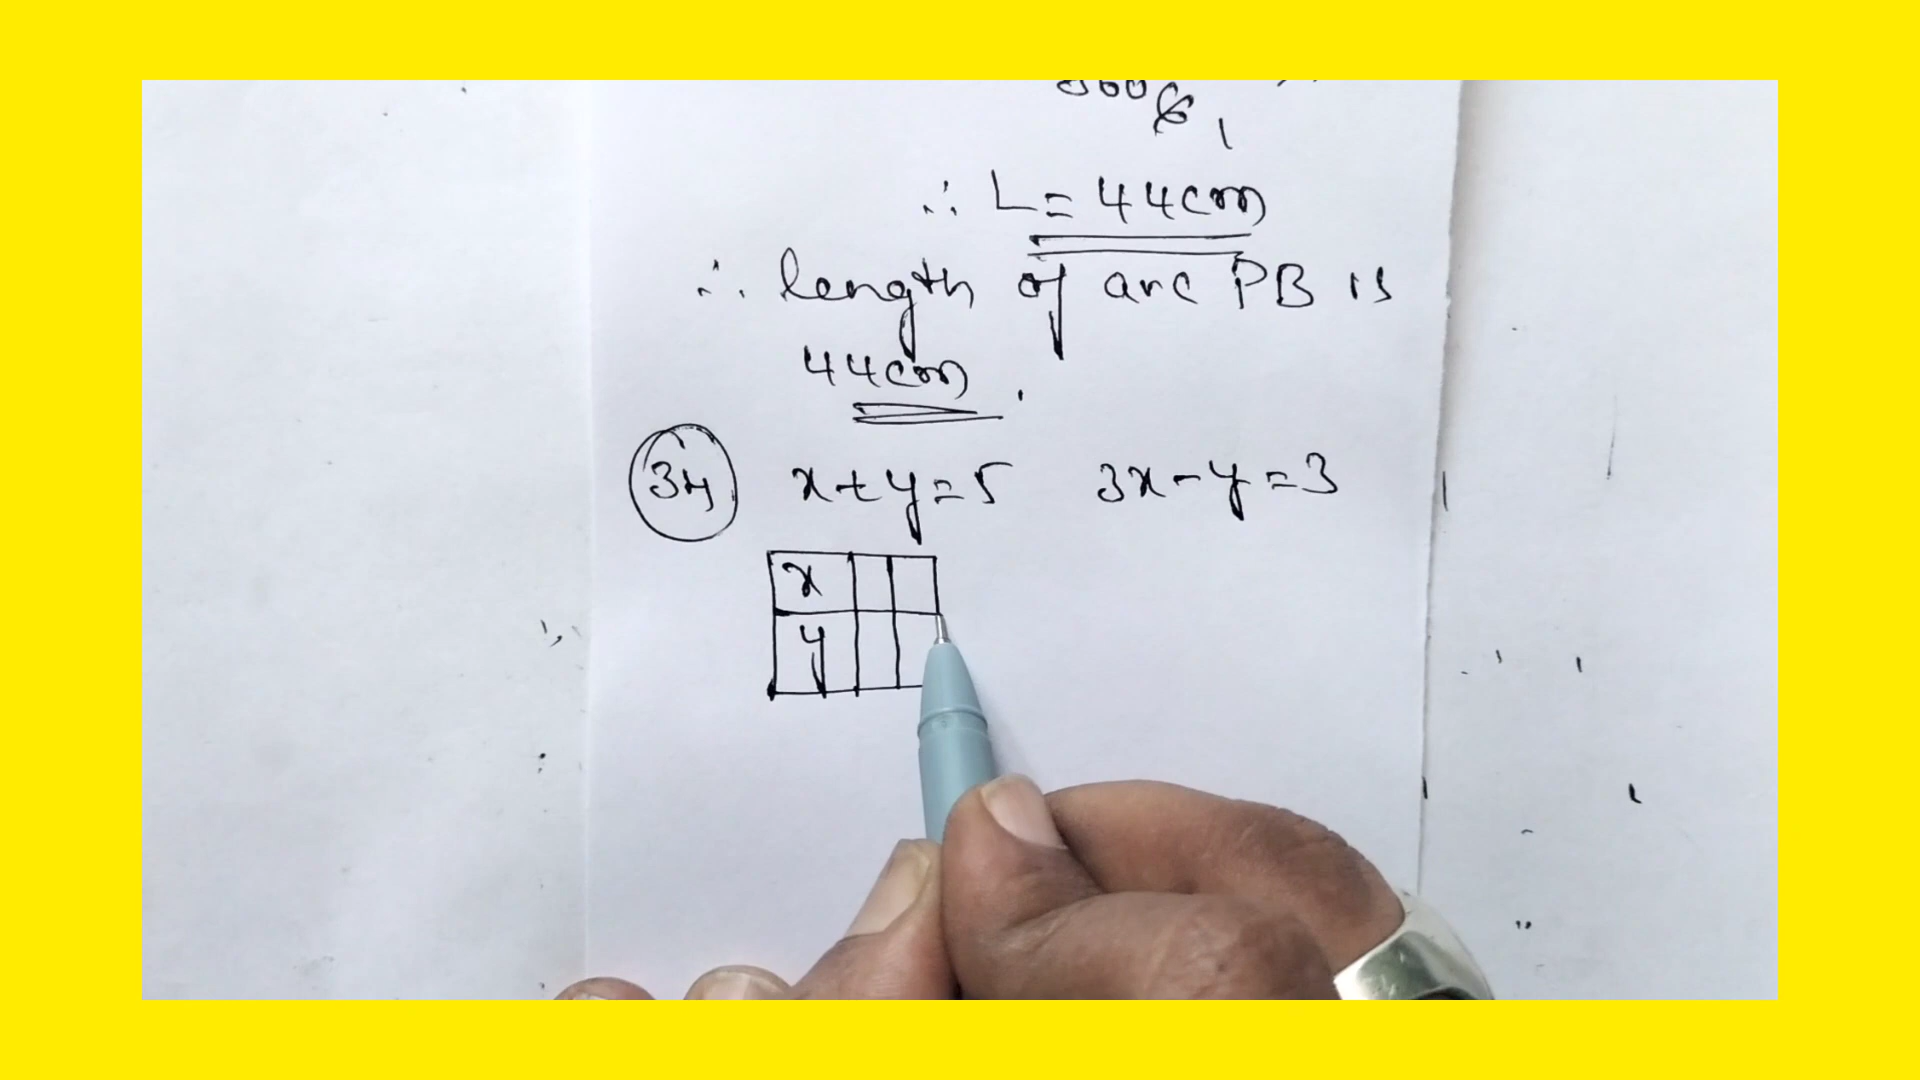 ∴ L = 44cm
∴ length of arc PB is
44cm.
34 x+y=5 3x-y=3
x
y